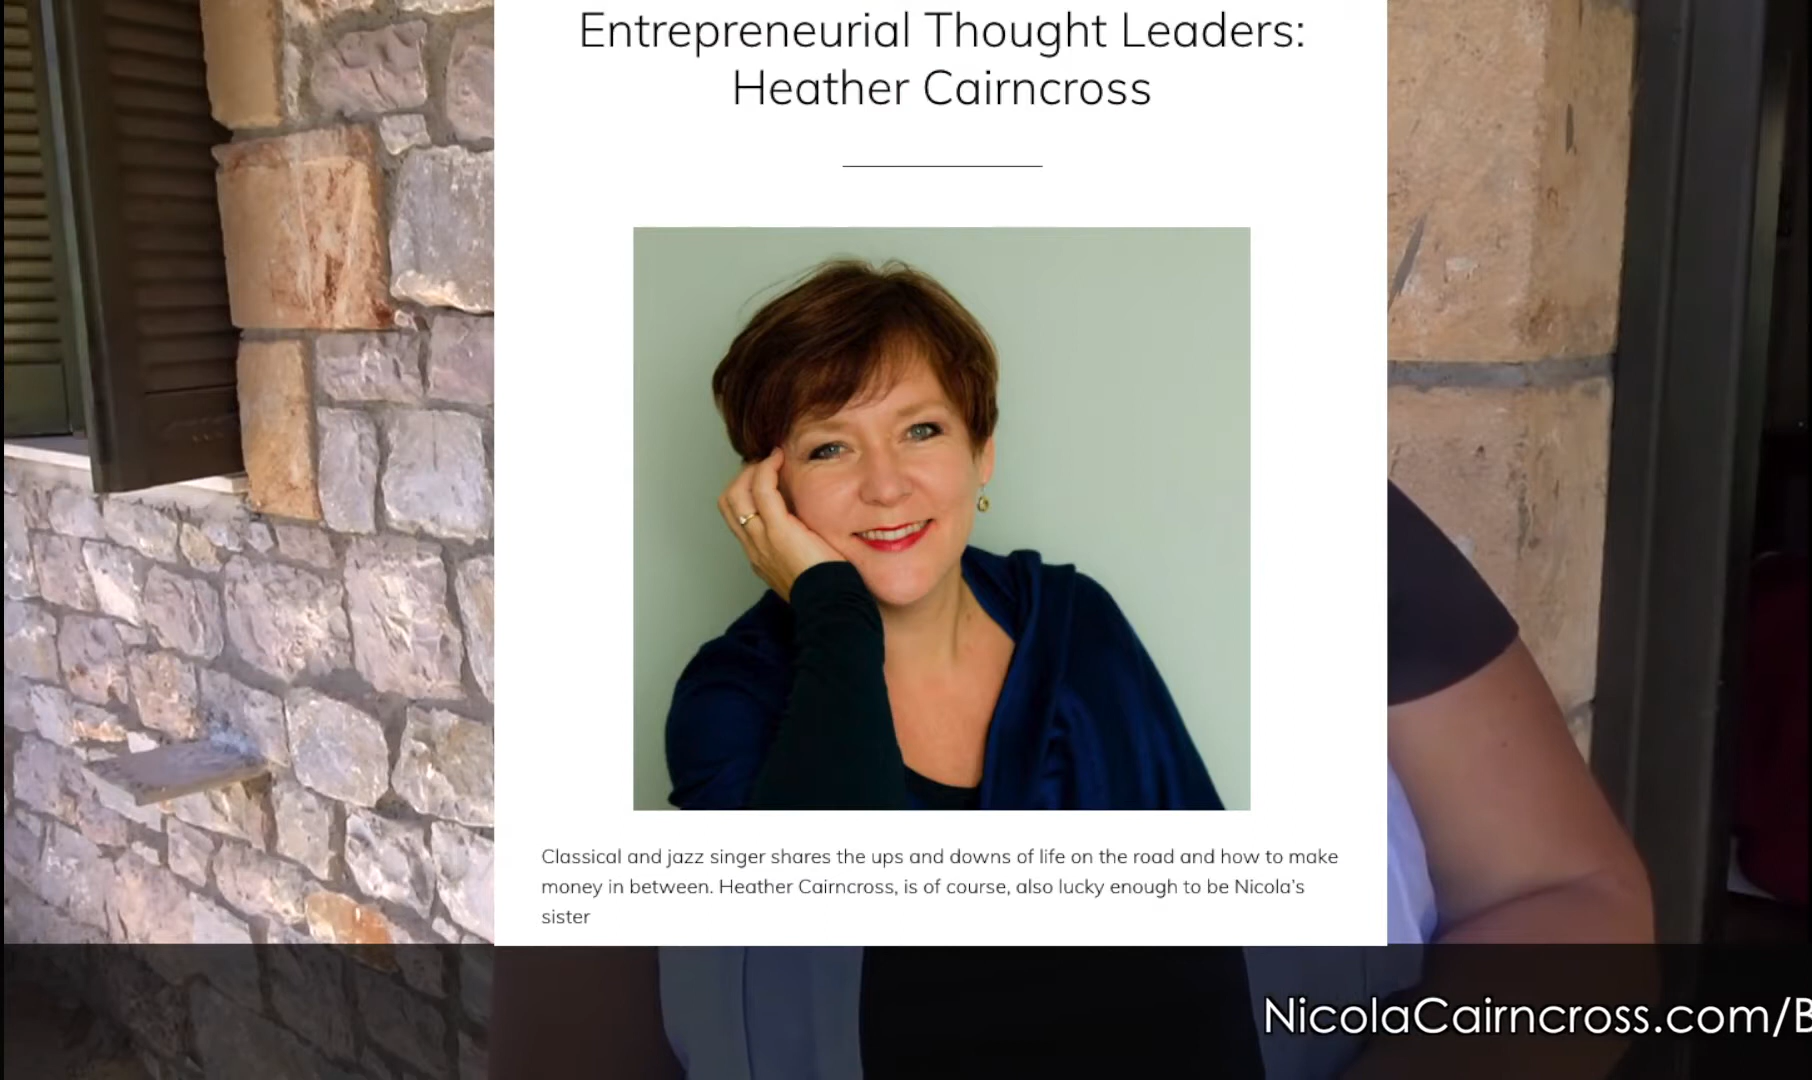 Entrepreneurial Thought Leaders:
Heather Cairncross
Classical and jazz singer shares the ups and downs of life on the road and how to make
money in between. Heather Cairncross, is of course, also lucky enough to be Nicola's
sister
NicolaCairncross.com/B